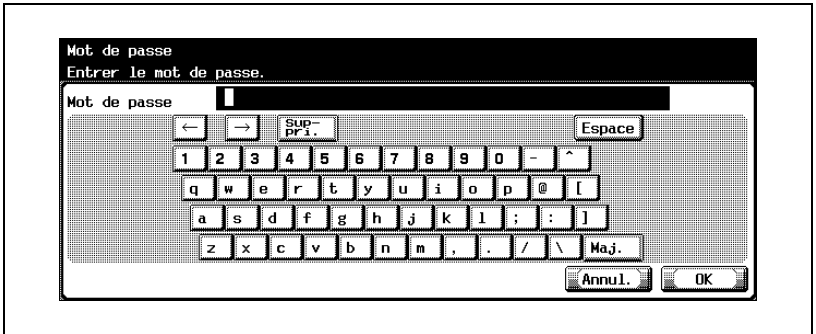 Mot de passe
Entrer le mot de passe.
Mot de passe
← → Sup-
pri. Espace
1 2 3 4 5 6 7 8 9 0 - ^
q w e r t y u i o p @ [
a s d f g h j k l ; : ]
z x c v b n m , . / \ Maj.
Annul. OK